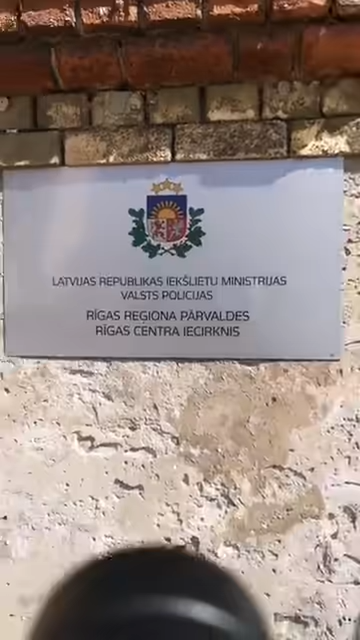 LATVIJAS REPUBLIKAS IEKŠLIETU MINISTRIJAS
VALSTS POLICIJAS
RĪGAS REĢIONA PĀRVALDES
RĪGAS CENTRA IECIRKNIS